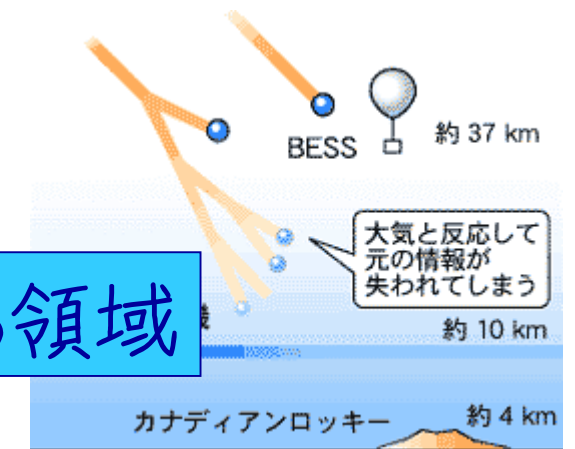 BESS
約 37 km
大気と反応して
元の情報が
失われてしまう
領域
約 10 km
カナディアンロッキー
約 4 km